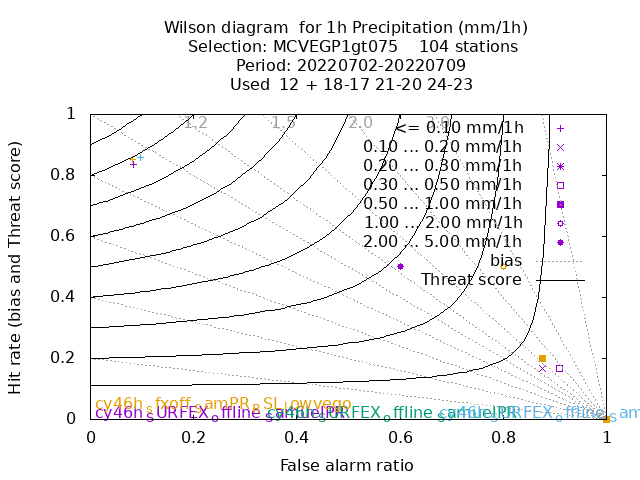 Wilson diagram  for 1h Precipitation (mm/1h)
Selection: MCVEGP1gt075    104 stations
Period: 20220702-20220709
Used  12 + 18-17 21-20 24-23
1.2 1.5 2.0
<= 0.10 mm/1h
0.10 ... 0.20 mm/1h
0.20 ... 0.30 mm/1h
0.30 ... 0.50 mm/1h
0.50 ... 1.00 mm/1h
1.00 ... 2.00 mm/1h
2.00 ... 5.00 mm/1h
bias
Threat score
1
0.8
0.6
0.4
0.2
0
Hit rate (bias and Threat score)
cy46h_sfxoff_samPR_RSL_lowvego
0 0.2 0.4 0.6 0.8 1
False alarm ratio